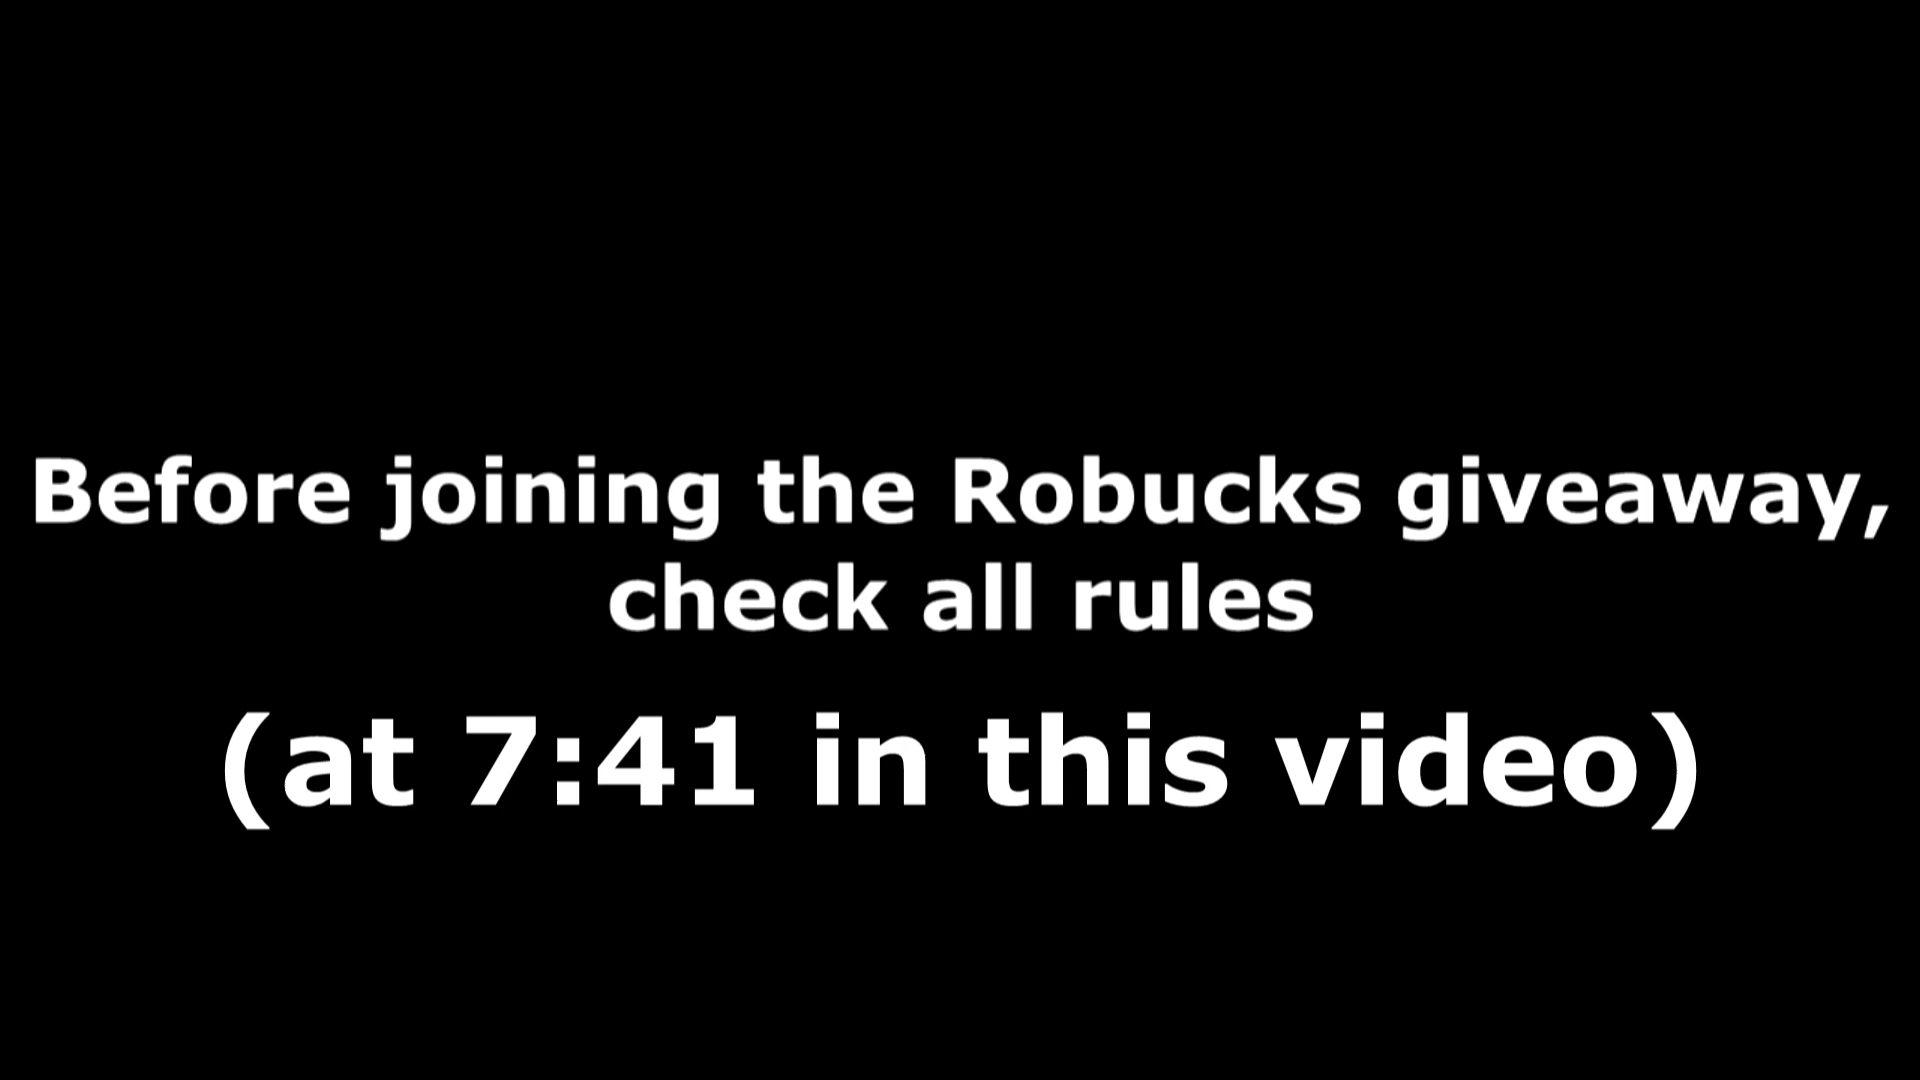 Before joining the Robucks giveaway,
check all rules
(at 7:41 in this video)